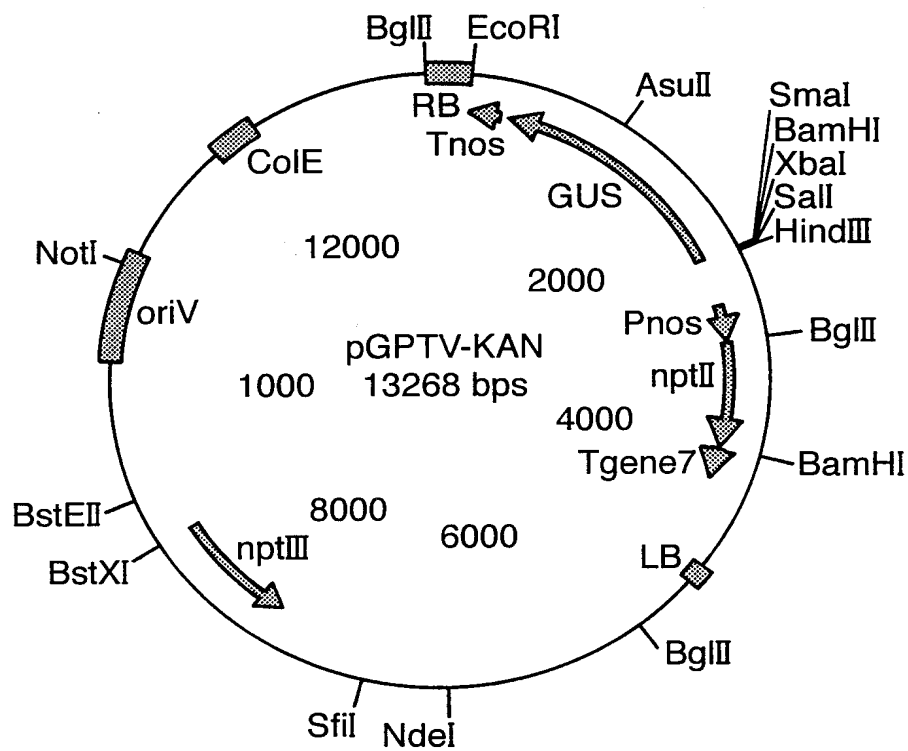 BglII EcoRI
RB
Tnos
AsuII
SmaI
BamHI
XbaI
SalI
HindIII
ColE
GUS
NotI
12000
2000
oriV
Pnos
BglII
pGPTV-KAN
nptII
1000
13268 bps
4000
Tgene7
BamHI
BstEII
8000
6000
nptIII
BstXI
LB
BglII
SfiI
NdeI